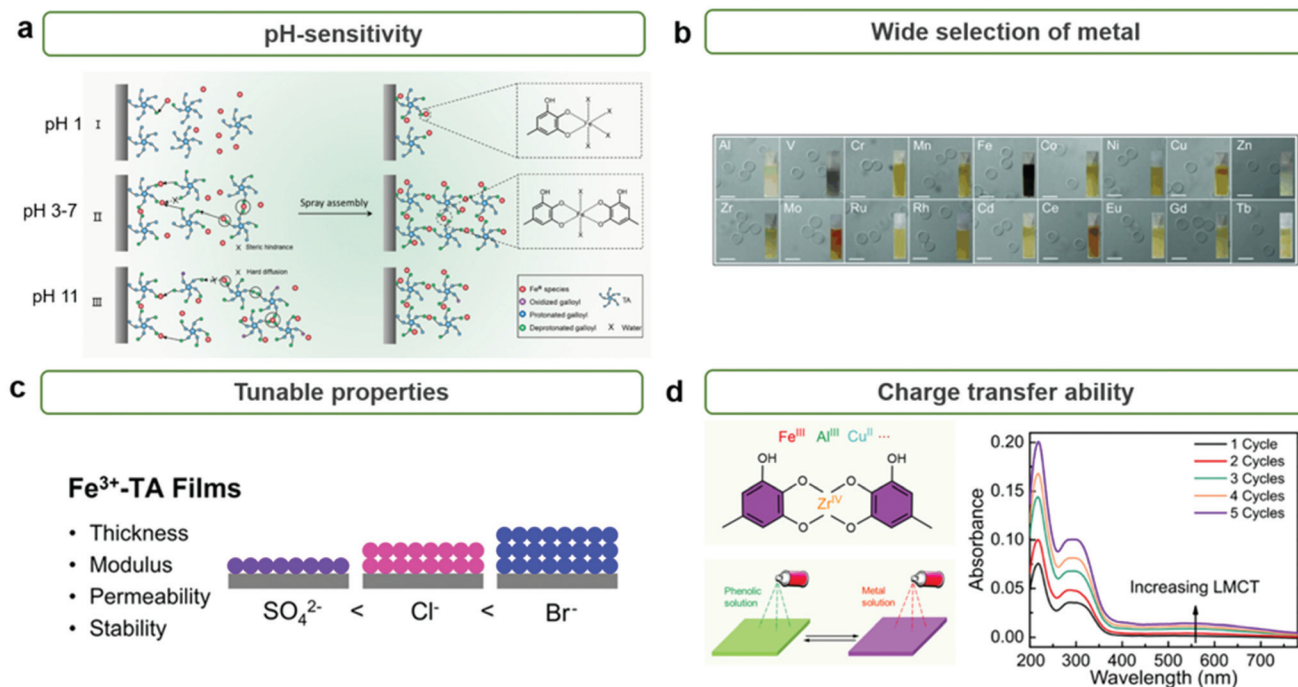 a
pH-sensitivity
pH 1
I
pH 3-7
II
X
X Steric hindrance
pH 11
III
X
X Hard diffusion
Spray assembly
OH
O
O
Fe
X
X
X
X
OH
O
O
Fe
O
O
OH
X
X
Feᴵᴵᴵ species
Oxidized galloyl
Protonated galloyl
Deprotonated galloyl
TA
X Water
b
Wide selection of metal
Al V Cr Mn Fe Co Ni Cu Zn
Zr Mo Ru Rh Cd Ce Eu Gd Tb
c
Tunable properties
Fe³⁺-TA Films
• Thickness
• Modulus
• Permeability
• Stability
SO₄²⁻ < Cl⁻ < Br⁻
d
Charge transfer ability
Feᴵᴵᴵ Alᴵᴵᴵ Cuᴵᴵ ···
OH OH
O O
Zrᴵⱽ
O O
Phenolic
solution
Metal
solution
Absorbance
0.20
0.15
0.10
0.05
0.00
1 Cycle
2 Cycles
3 Cycles
4 Cycles
5 Cycles
Increasing LMCT
200 300 400 500 600 700
Wavelength (nm)